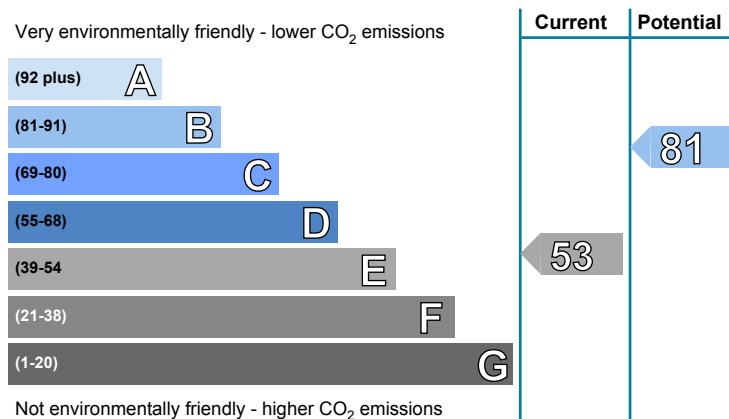 Very environmentally friendly - lower CO2 emissions
Current
Potential
(92 plus) A
(81-91) B
(69-80) C
(55-68) D
(39-54 E
(21-38) F
(1-20) G
53
81
Not environmentally friendly - higher CO2 emissions